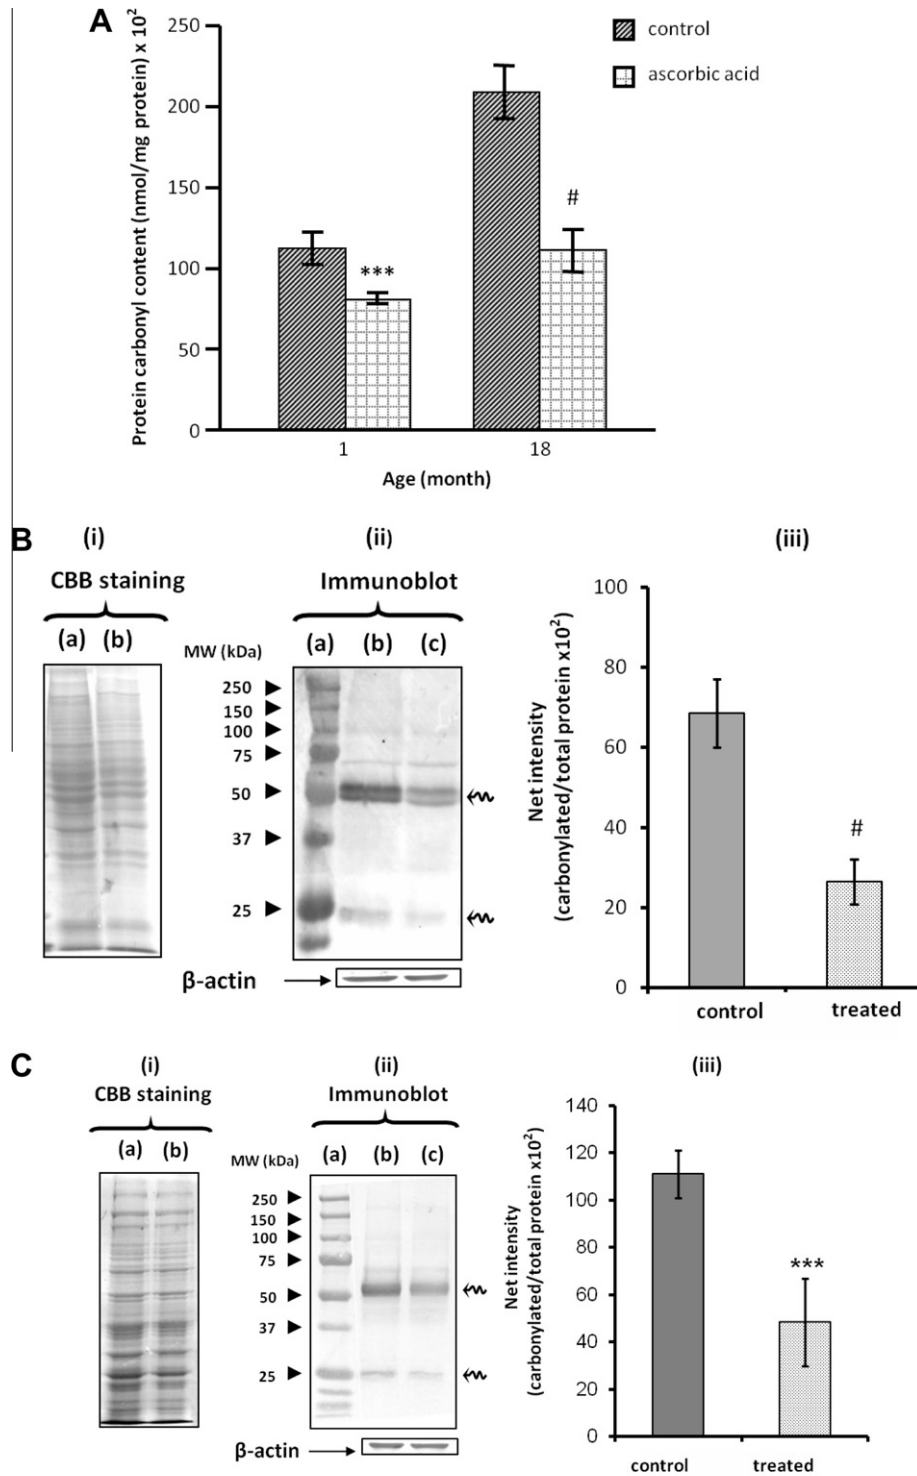 A
Protein carbonyl content (nmol/mg protein) x 10²
250
200
150
100
50
0
control
ascorbic acid
***
#
1
18
Age (month)
B
(i)
CBB staining
(a) (b)
(ii)
Immunoblot
MW (kDa)
(a) (b) (c)
250
150
100
75
50
37
25
β-actin
(iii)
Net intensity
(carbonylated/total protein x10²)
100
80
60
40
20
0
#
control
treated
C
(i)
CBB staining
(a) (b)
(ii)
Immunoblot
MW (kDa)
(a) (b) (c)
250
150
100
75
50
37
25
β-actin
(iii)
Net intensity
(carbonylated/total protein x10²)
140
120
100
80
60
40
20
0
***
control
treated